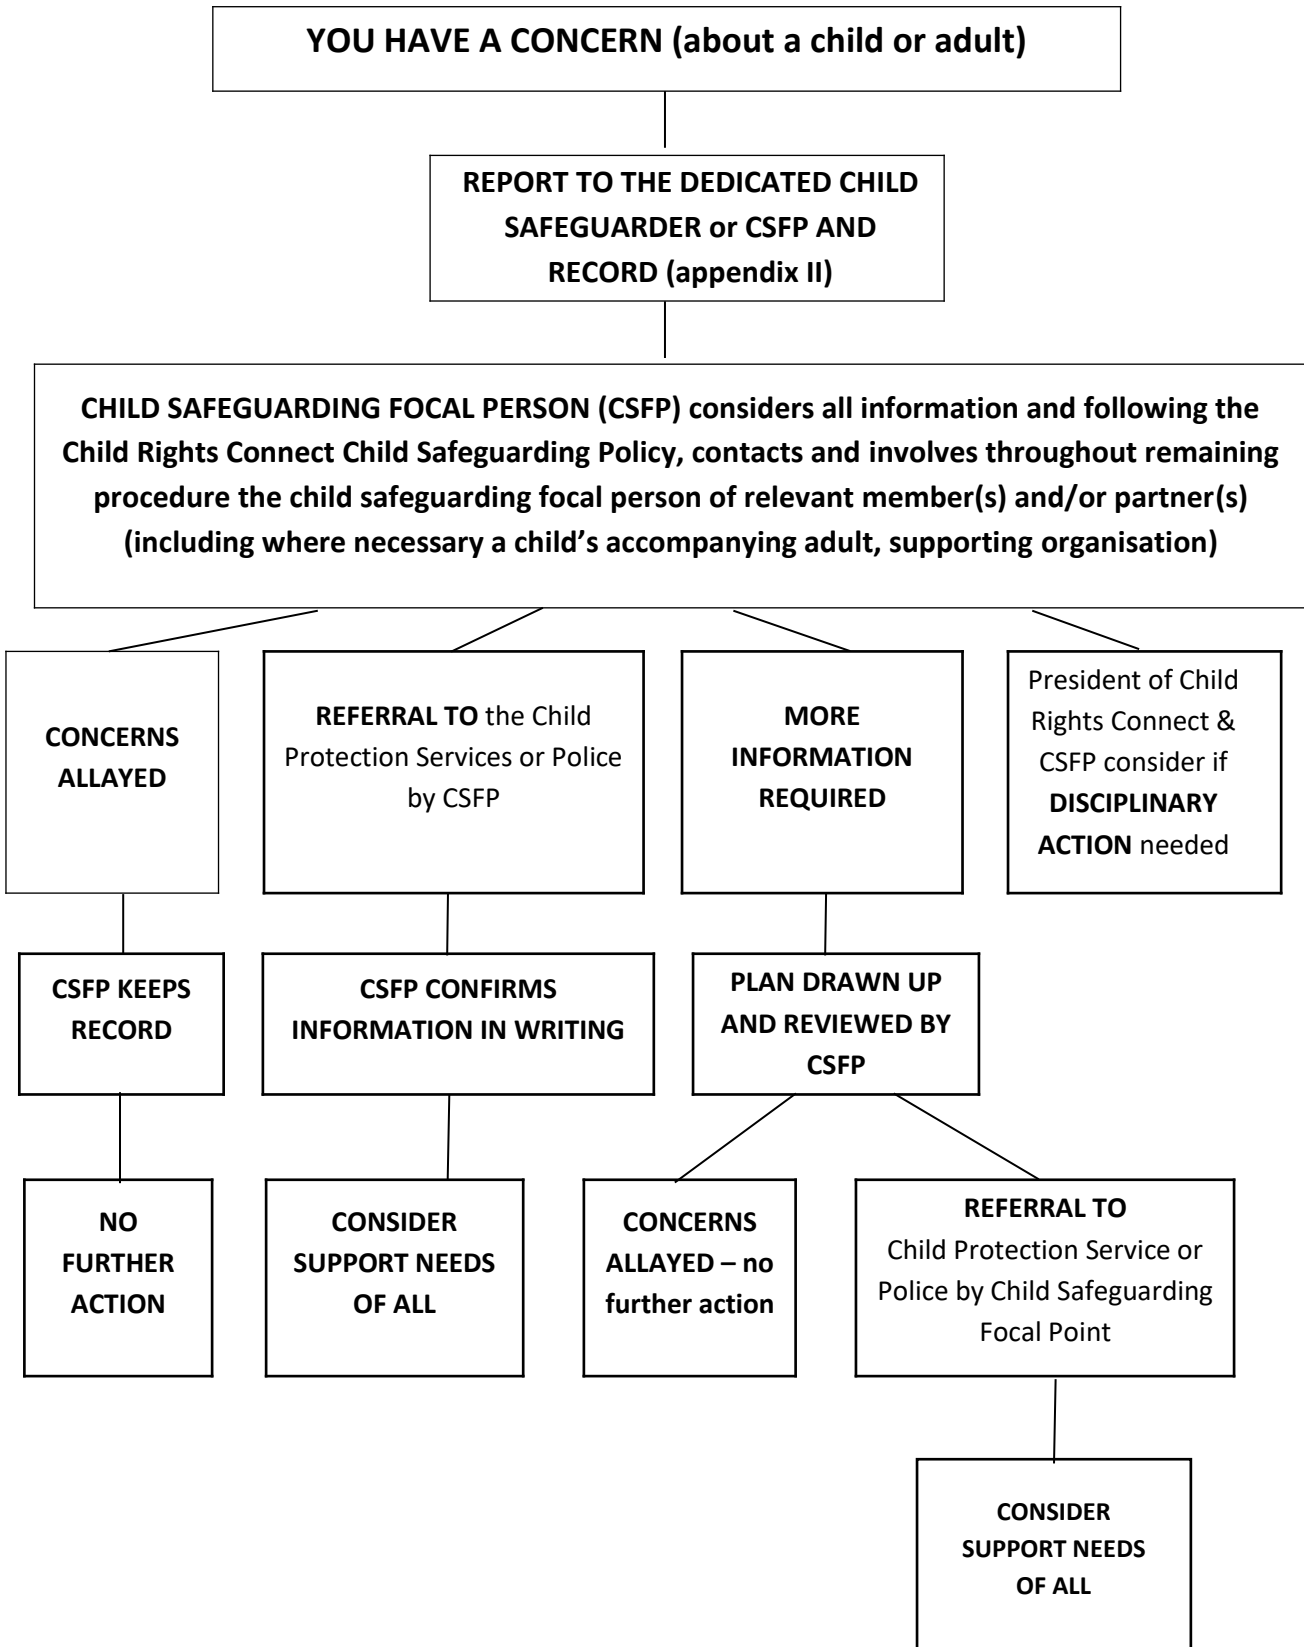 YOU HAVE A CONCERN (about a child or adult)
REPORT TO THE DEDICATED CHILD
SAFEGUARDER or CSFP AND
RECORD (appendix II)
CHILD SAFEGUARDING FOCAL PERSON (CSFP) considers all information and following the
Child Rights Connect Child Safeguarding Policy, contacts and involves throughout remaining
procedure the child safeguarding focal person of relevant member(s) and/or partner(s)
(including where necessary a child’s accompanying adult, supporting organisation)
CONCERNS
ALLAYED
REFERRAL TO the Child
Protection Services or Police
by CSFP
MORE
INFORMATION
REQUIRED
President of Child
Rights Connect &
CSFP consider if
DISCIPLINARY
ACTION needed
CSFP KEEPS
RECORD
CSFP CONFIRMS
INFORMATION IN WRITING
PLAN DRAWN UP
AND REVIEWED BY
CSFP
NO
FURTHER
ACTION
CONSIDER
SUPPORT NEEDS
OF ALL
CONCERNS
ALLAYED – no
further action
REFERRAL TO
Child Protection Service or
Police by Child Safeguarding
Focal Point
CONSIDER
SUPPORT NEEDS
OF ALL